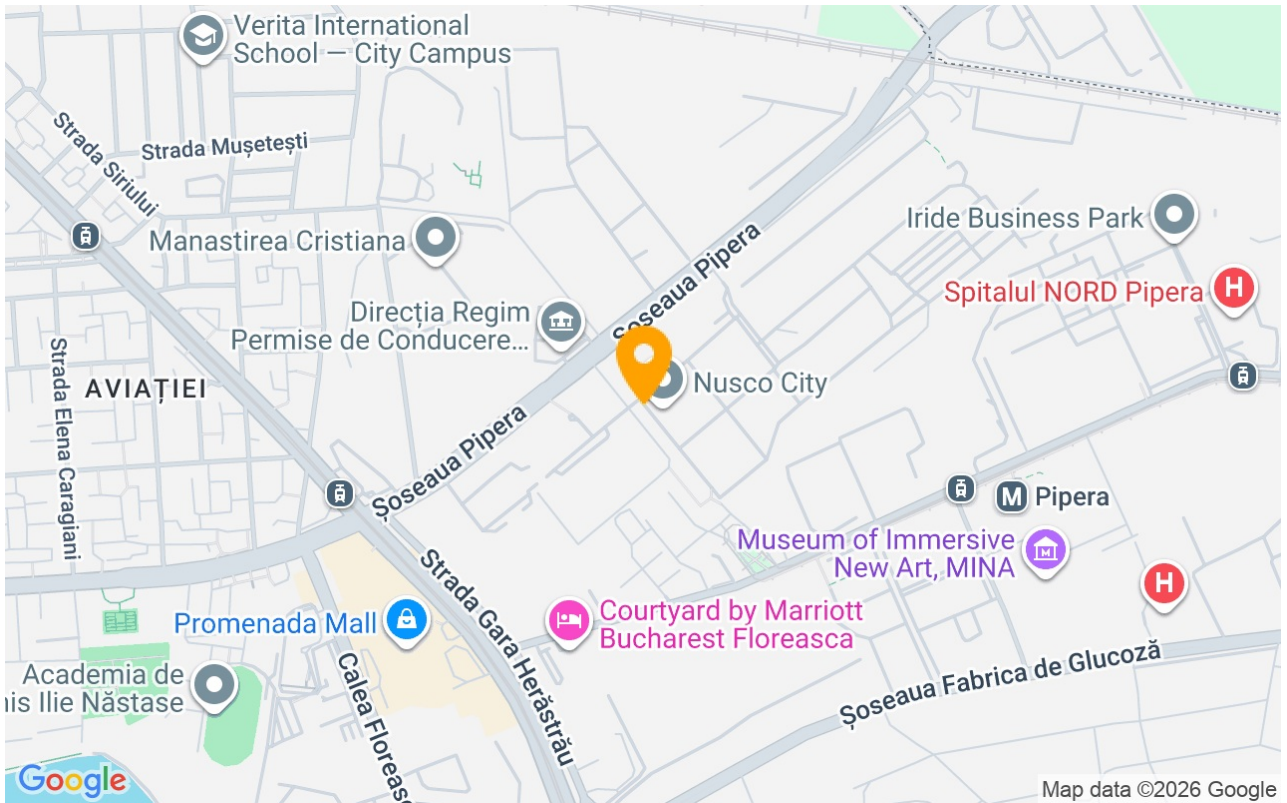 Verita International
School — City Campus
Strada Siriului
Strada Mușetești
Manastirea Cristiana
Iride Business Park
Spitalul NORD Pipera
H
Șoseaua Pipera
Direcția Regim
Permise de Conducere...
Strada Elena Caragiani
AVIAȚIEI
Nusco City
Șoseaua Pipera
M Pipera
Museum of Immersive
New Art, MINA
M
H
Strada Gara Herăstrău
Promenada Mall
Courtyard by Marriott
Bucharest Floreasca
Academia de
nis Ilie Năstase
Calea Floreasc
Șoseaua Fabrica de Glucoză
Google
Map data ©2026 Google